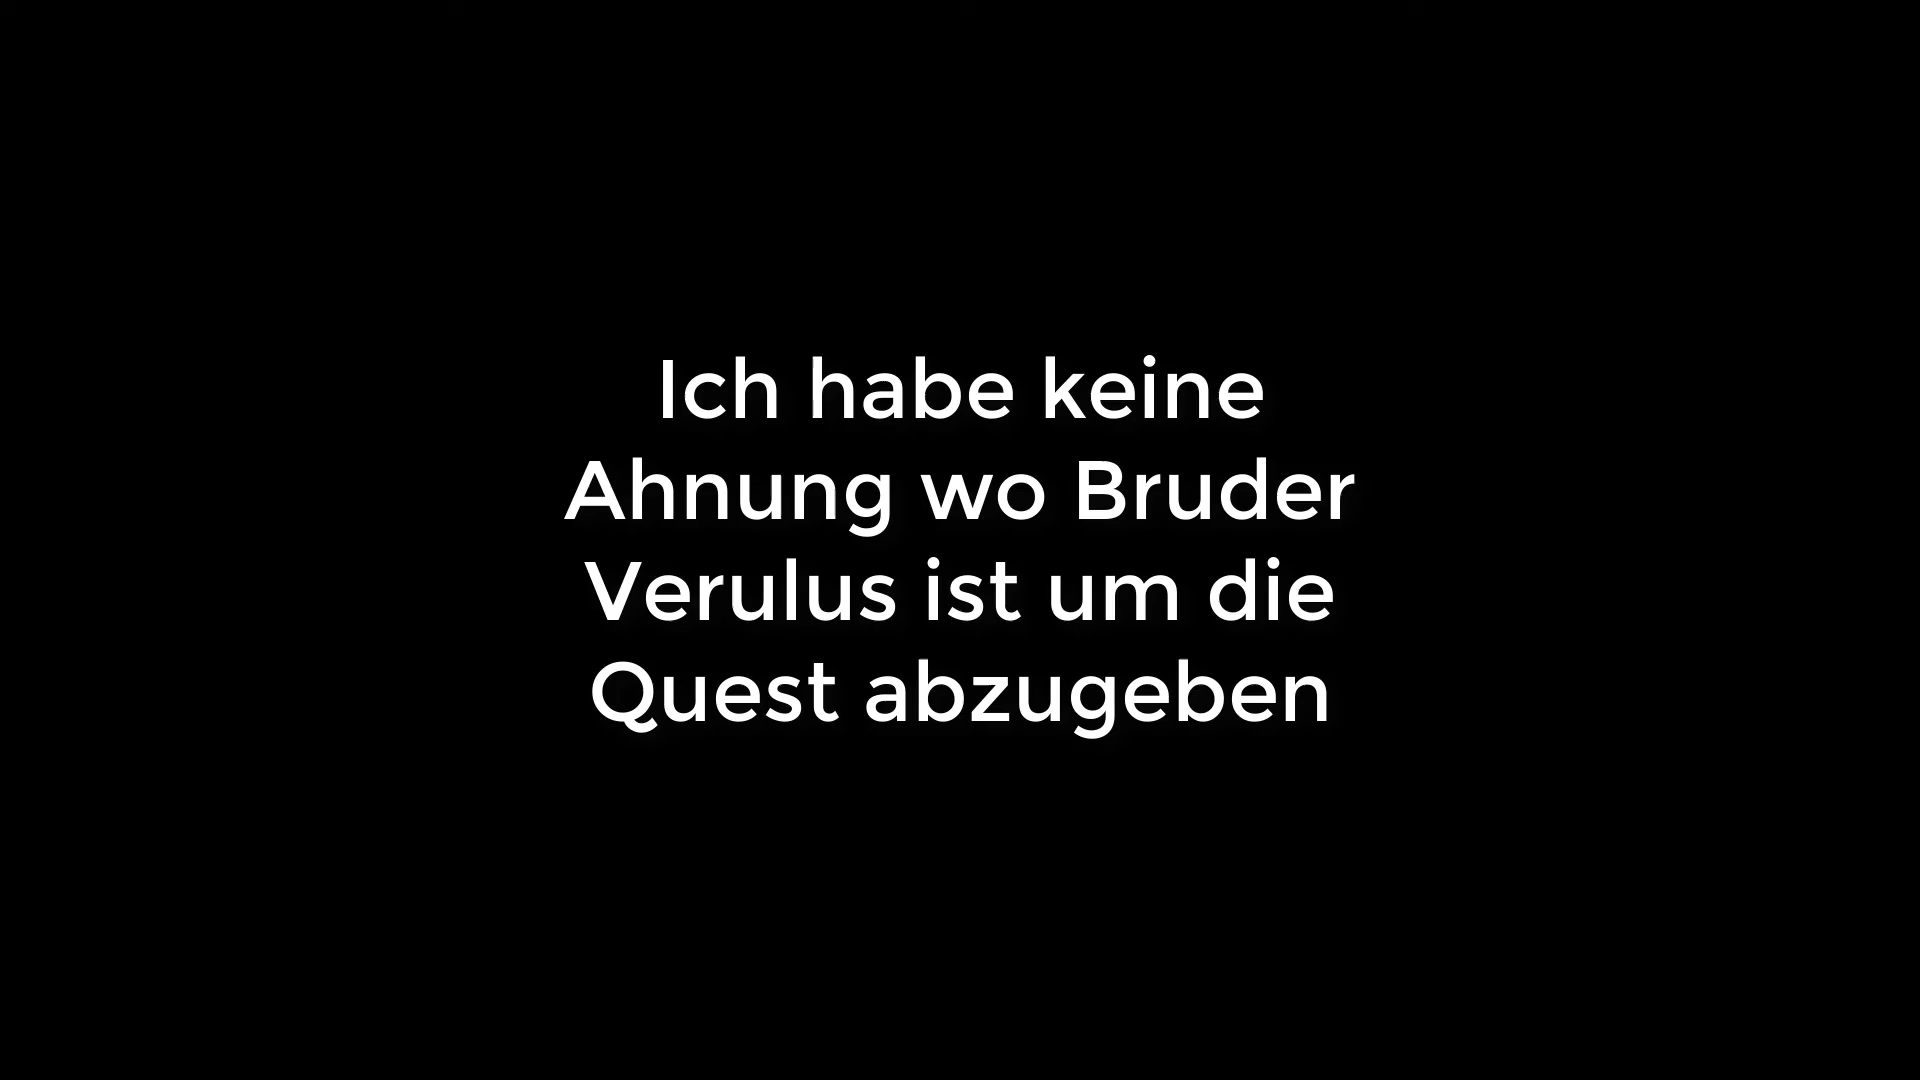 Ich habe keine
Ahnung wo Bruder
Verulus ist um die
Quest abzugeben